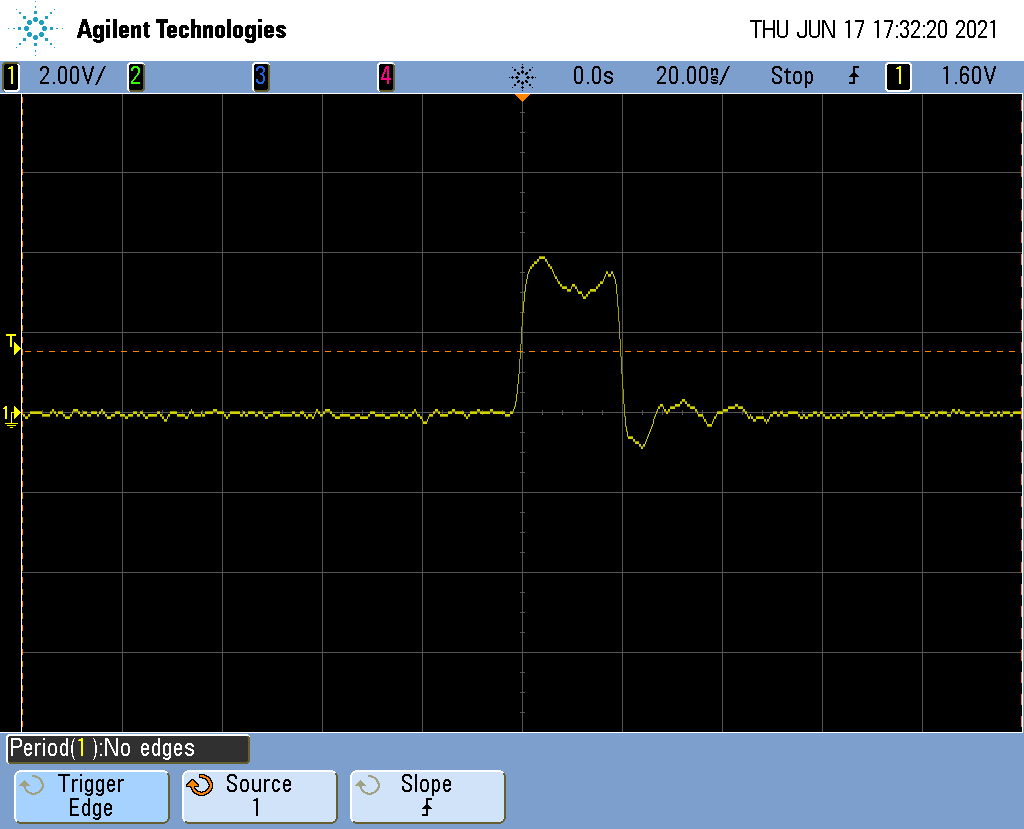 Agilent Technologies
THU JUN 17 17:32:20 2021
1 2.00V/ 2 3 4 0.0s 20.00ns/ Stop 1 1.60V
T
1
Period(1):No edges
Trigger Source Slope
Edge 1